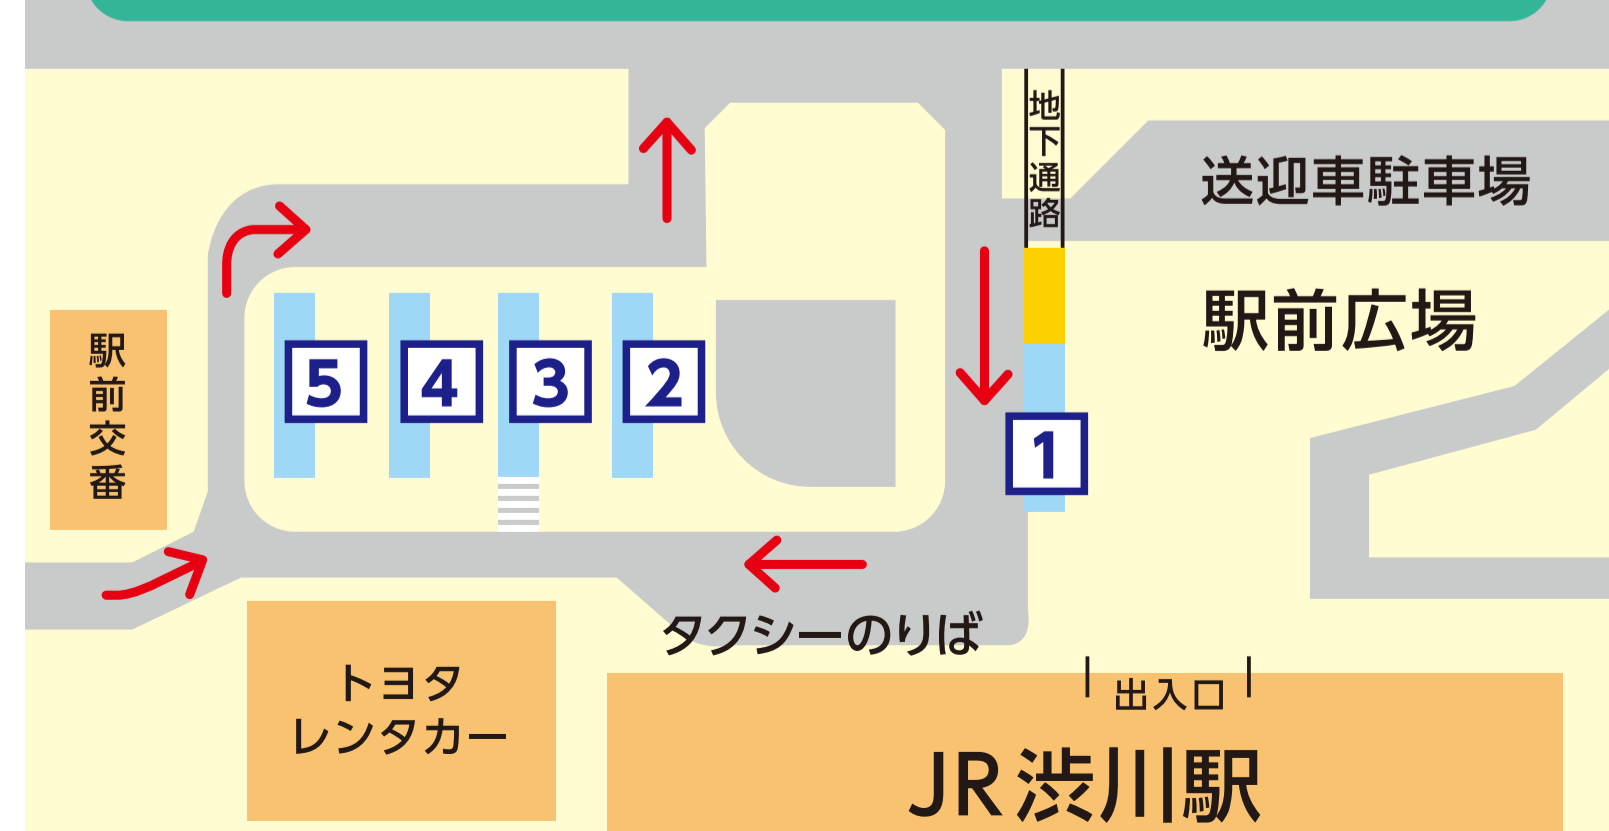 地下通路
送迎車駐車場
駅前広場
駅前交番
5
4
3
2
1
タクシーのりば
トヨタ
レンタカー
出入口
JR渋川駅